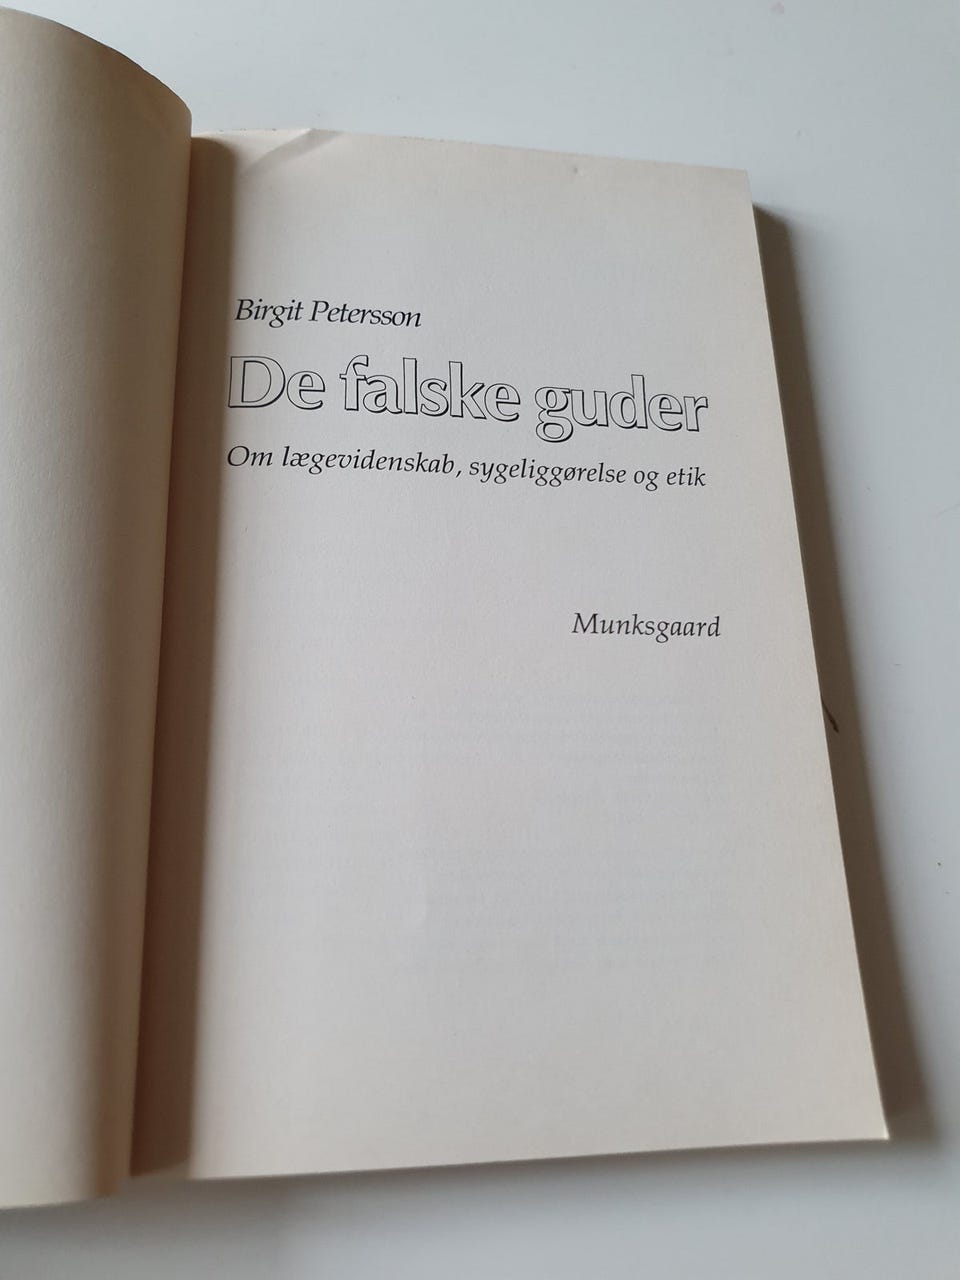 Birgit Petersson
De falske guder
Om lægevidenskab, sygeliggørelse og etik
Munksgaard